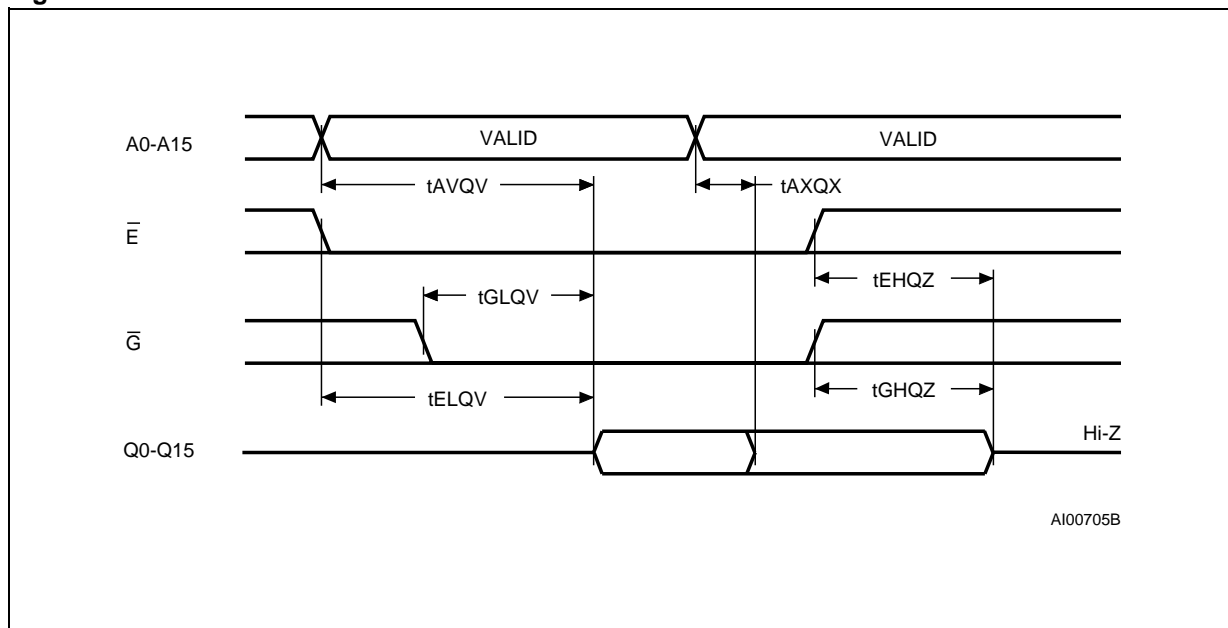 A0-A15
VALID
VALID
tAVQV
tAXQX
E̅
tEHQZ
tGLQV
G̅
tGHQZ
tELQV
Q0-Q15
Hi-Z
AI00705B